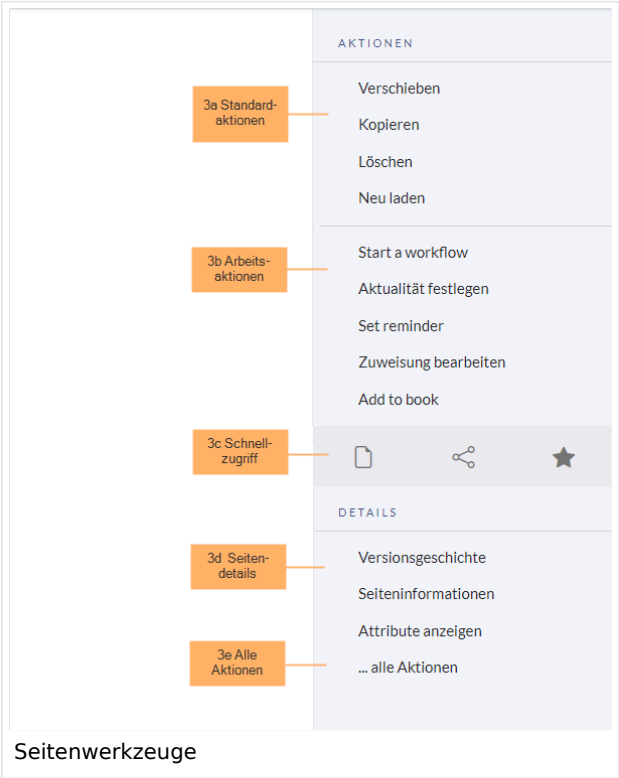 AKTIONEN
3a Standard-
aktionen
Verschieben
Kopieren
Löschen
Neu laden
3b Arbeits-
aktionen
Start a workflow
Aktualität festlegen
Set reminder
Zuweisung bearbeiten
Add to book
3c Schnell-
zugriff
DETAILS
3d Seiten-
details
Versionsgeschichte
Seiteninformationen
Attribute anzeigen
3e Alle
Aktionen
... alle Aktionen
Seitenwerkzeuge